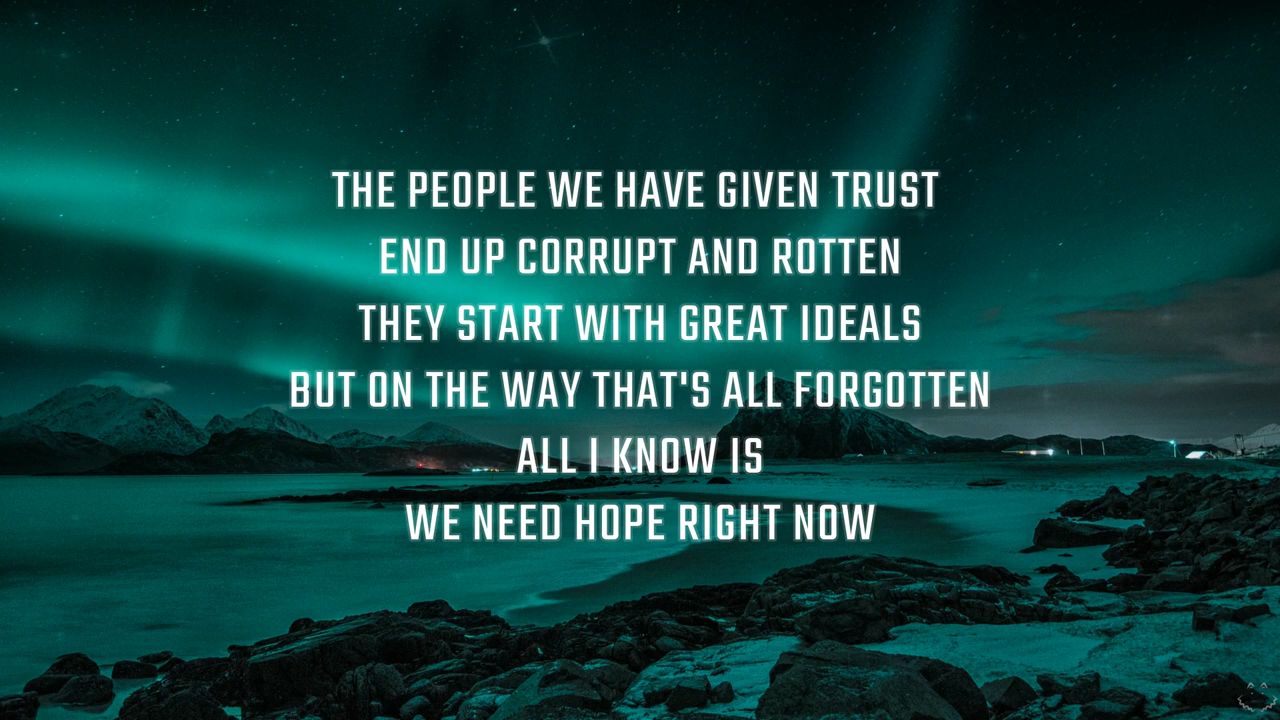 THE PEOPLE WE HAVE GIVEN TRUST
END UP CORRUPT AND ROTTEN
THEY START WITH GREAT IDEALS
BUT ON THE WAY THAT'S ALL FORGOTTEN
ALL I KNOW IS
WE NEED HOPE RIGHT NOW